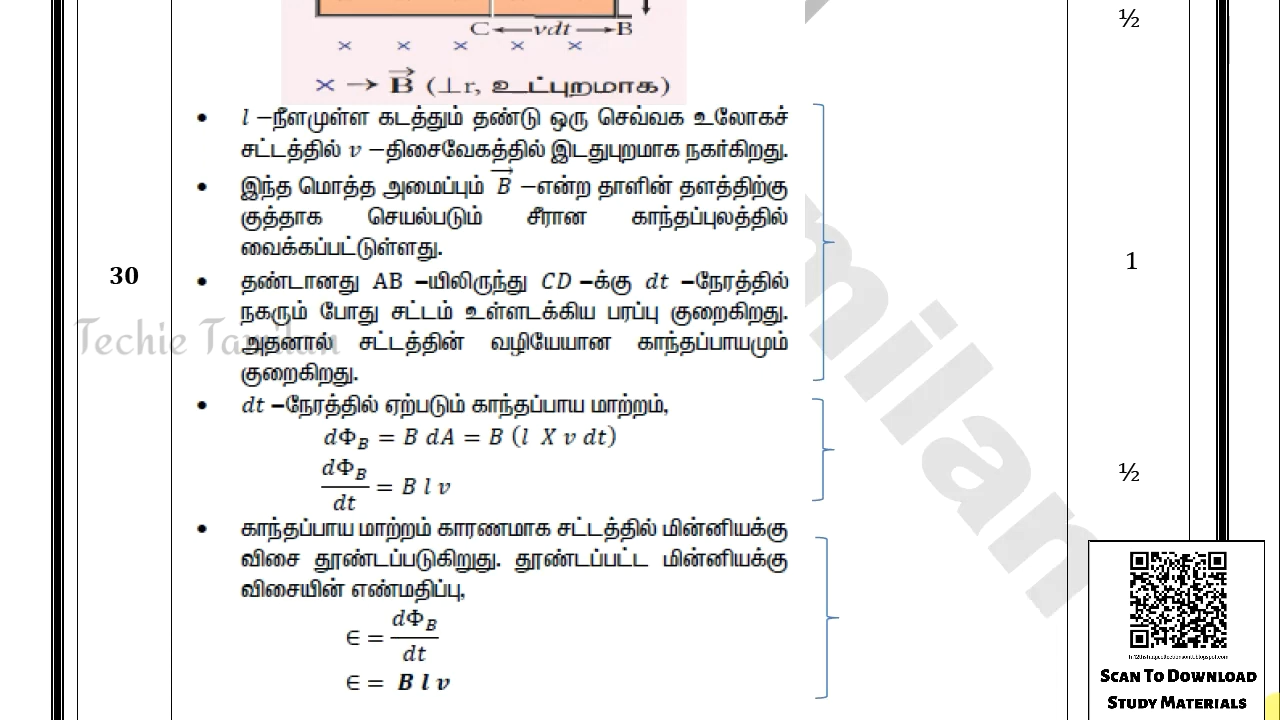 ½
C ←vdt→ B
× × × × ×
× → B⃗ (⊥r, உட்புறமாக)
• l –நீளமுள்ள கடத்தும் தண்டு ஒரு செவ்வக உலோகச்
சட்டத்தில் v –திசைவேகத்தில் இடதுபுறமாக நகர்கிறது.
• இந்த மொத்த அமைப்பும் B⃗ –என்ற தாளின் தளத்திற்கு
குத்தாக செயல்படும் சீரான காந்தப்புலத்தில்
வைக்கப்பட்டுள்ளது.
1
30
• தண்டானது AB –யிலிருந்து CD –க்கு dt –நேரத்தில்
நகரும் போது சட்டம் உள்ளடக்கிய பரப்பு குறைகிறது.
Techie Tamilan
அதனால் சட்டத்தின் வழியேயான காந்தப்பாயமும்
குறைகிறது.
• dt –நேரத்தில் ஏற்படும் காந்தப்பாய மாற்றம்,
dΦB = B dA = B (l X v dt)
dΦB
dt
= B l v
½
• காந்தப்பாய மாற்றம் காரணமாக சட்டத்தில் மின்னியக்கு
விசை தூண்டப்படுகிறது. தூண்டப்பட்ட மின்னியக்கு
விசையின் எண்மதிப்பு,
∈ = dΦB
dt
∈ = B l v
milan
SCAN TO DOWNLOAD
STUDY MATERIALS